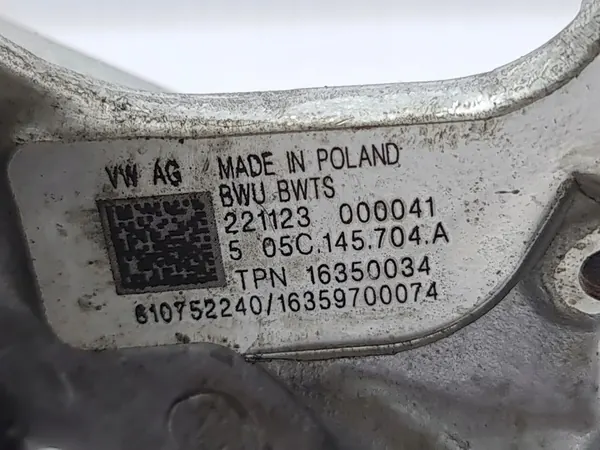 VW AG MADE IN POLAND
BWU BWTS
221123 000041
5 05C.145.704.A
TPN 16350034
610752240/16359700074